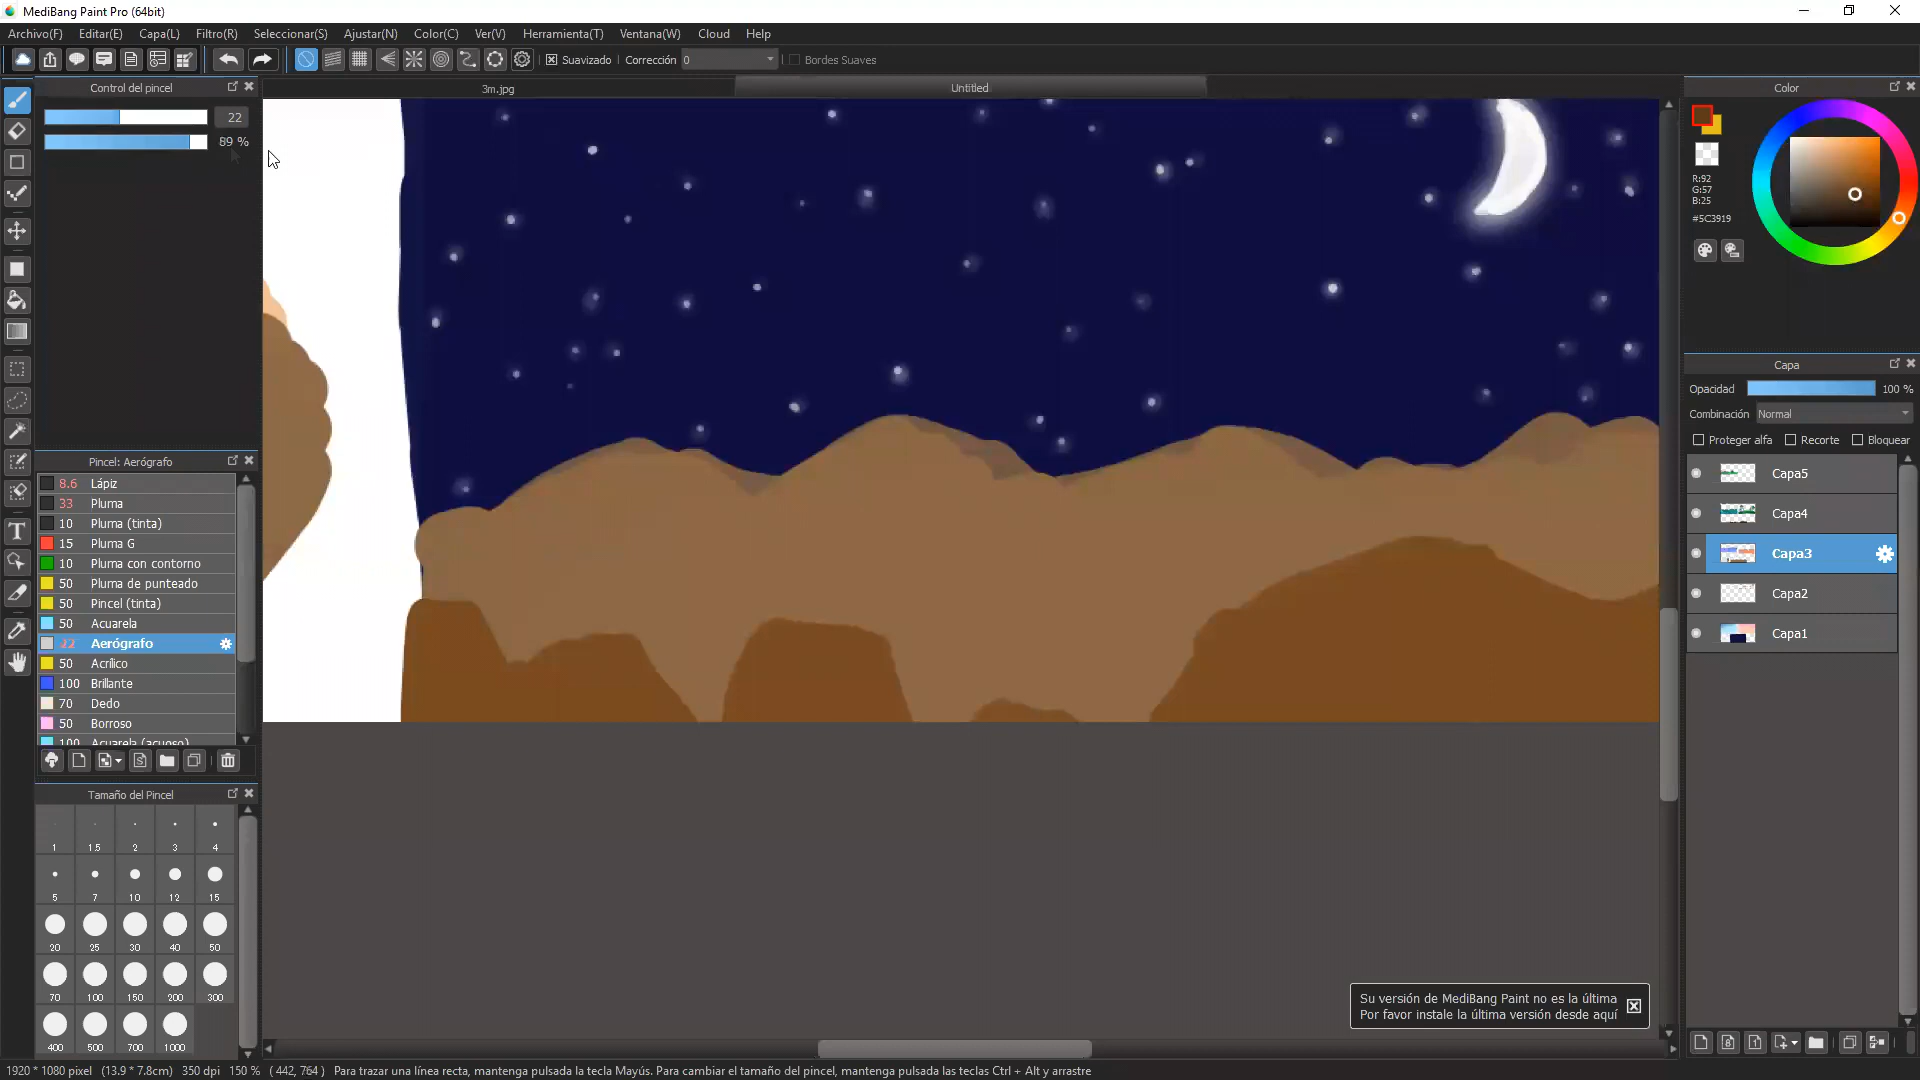 MediBang Paint Pro (64bit)
Archivo(F) Editar(E) Capa(L) Filtro(R) Seleccionar(S) Ajustar(N) Color(C) Ver(V) Herramienta(T) Ventana(W) Cloud Help
Suavizado Corrección 0 Bordes Suaves
Control del pincel
3m.jpg
Untitled
Color
22
89 %
R:92
G:57
B:25
#5C3919
Capa
Opacidad 100 %
Combinación Normal
Proteger alfa Recorte Bloquear
Capa5
Capa4
Capa3
Capa2
Capa1
Pincel: Aerógrafo
8.6 Lápiz
33 Pluma
10 Pluma (tinta)
15 Pluma G
10 Pluma con contorno
50 Pluma de punteado
50 Pincel (tinta)
50 Acuarela
22 Aerógrafo
50 Acrílico
100 Brillante
70 Dedo
50 Borroso
100 Acuarela (acuoso)
Tamaño del Pincel
1 1.5 2 3 4
5 7 10 12 15
20 25 30 40 50
70 100 150 200 300
400 500 700 1000
Su versión de MediBang Paint no es la última
Por favor instale la última versión desde aquí
1920 * 1080 pixel (13.9 * 7.8cm) 350 dpi 150 % ( 442, 764 ) Para trazar una línea recta, mantenga pulsada la tecla Mayús. Para cambiar el tamaño del pincel, mantenga pulsada las teclas Ctrl + Alt y arrastre